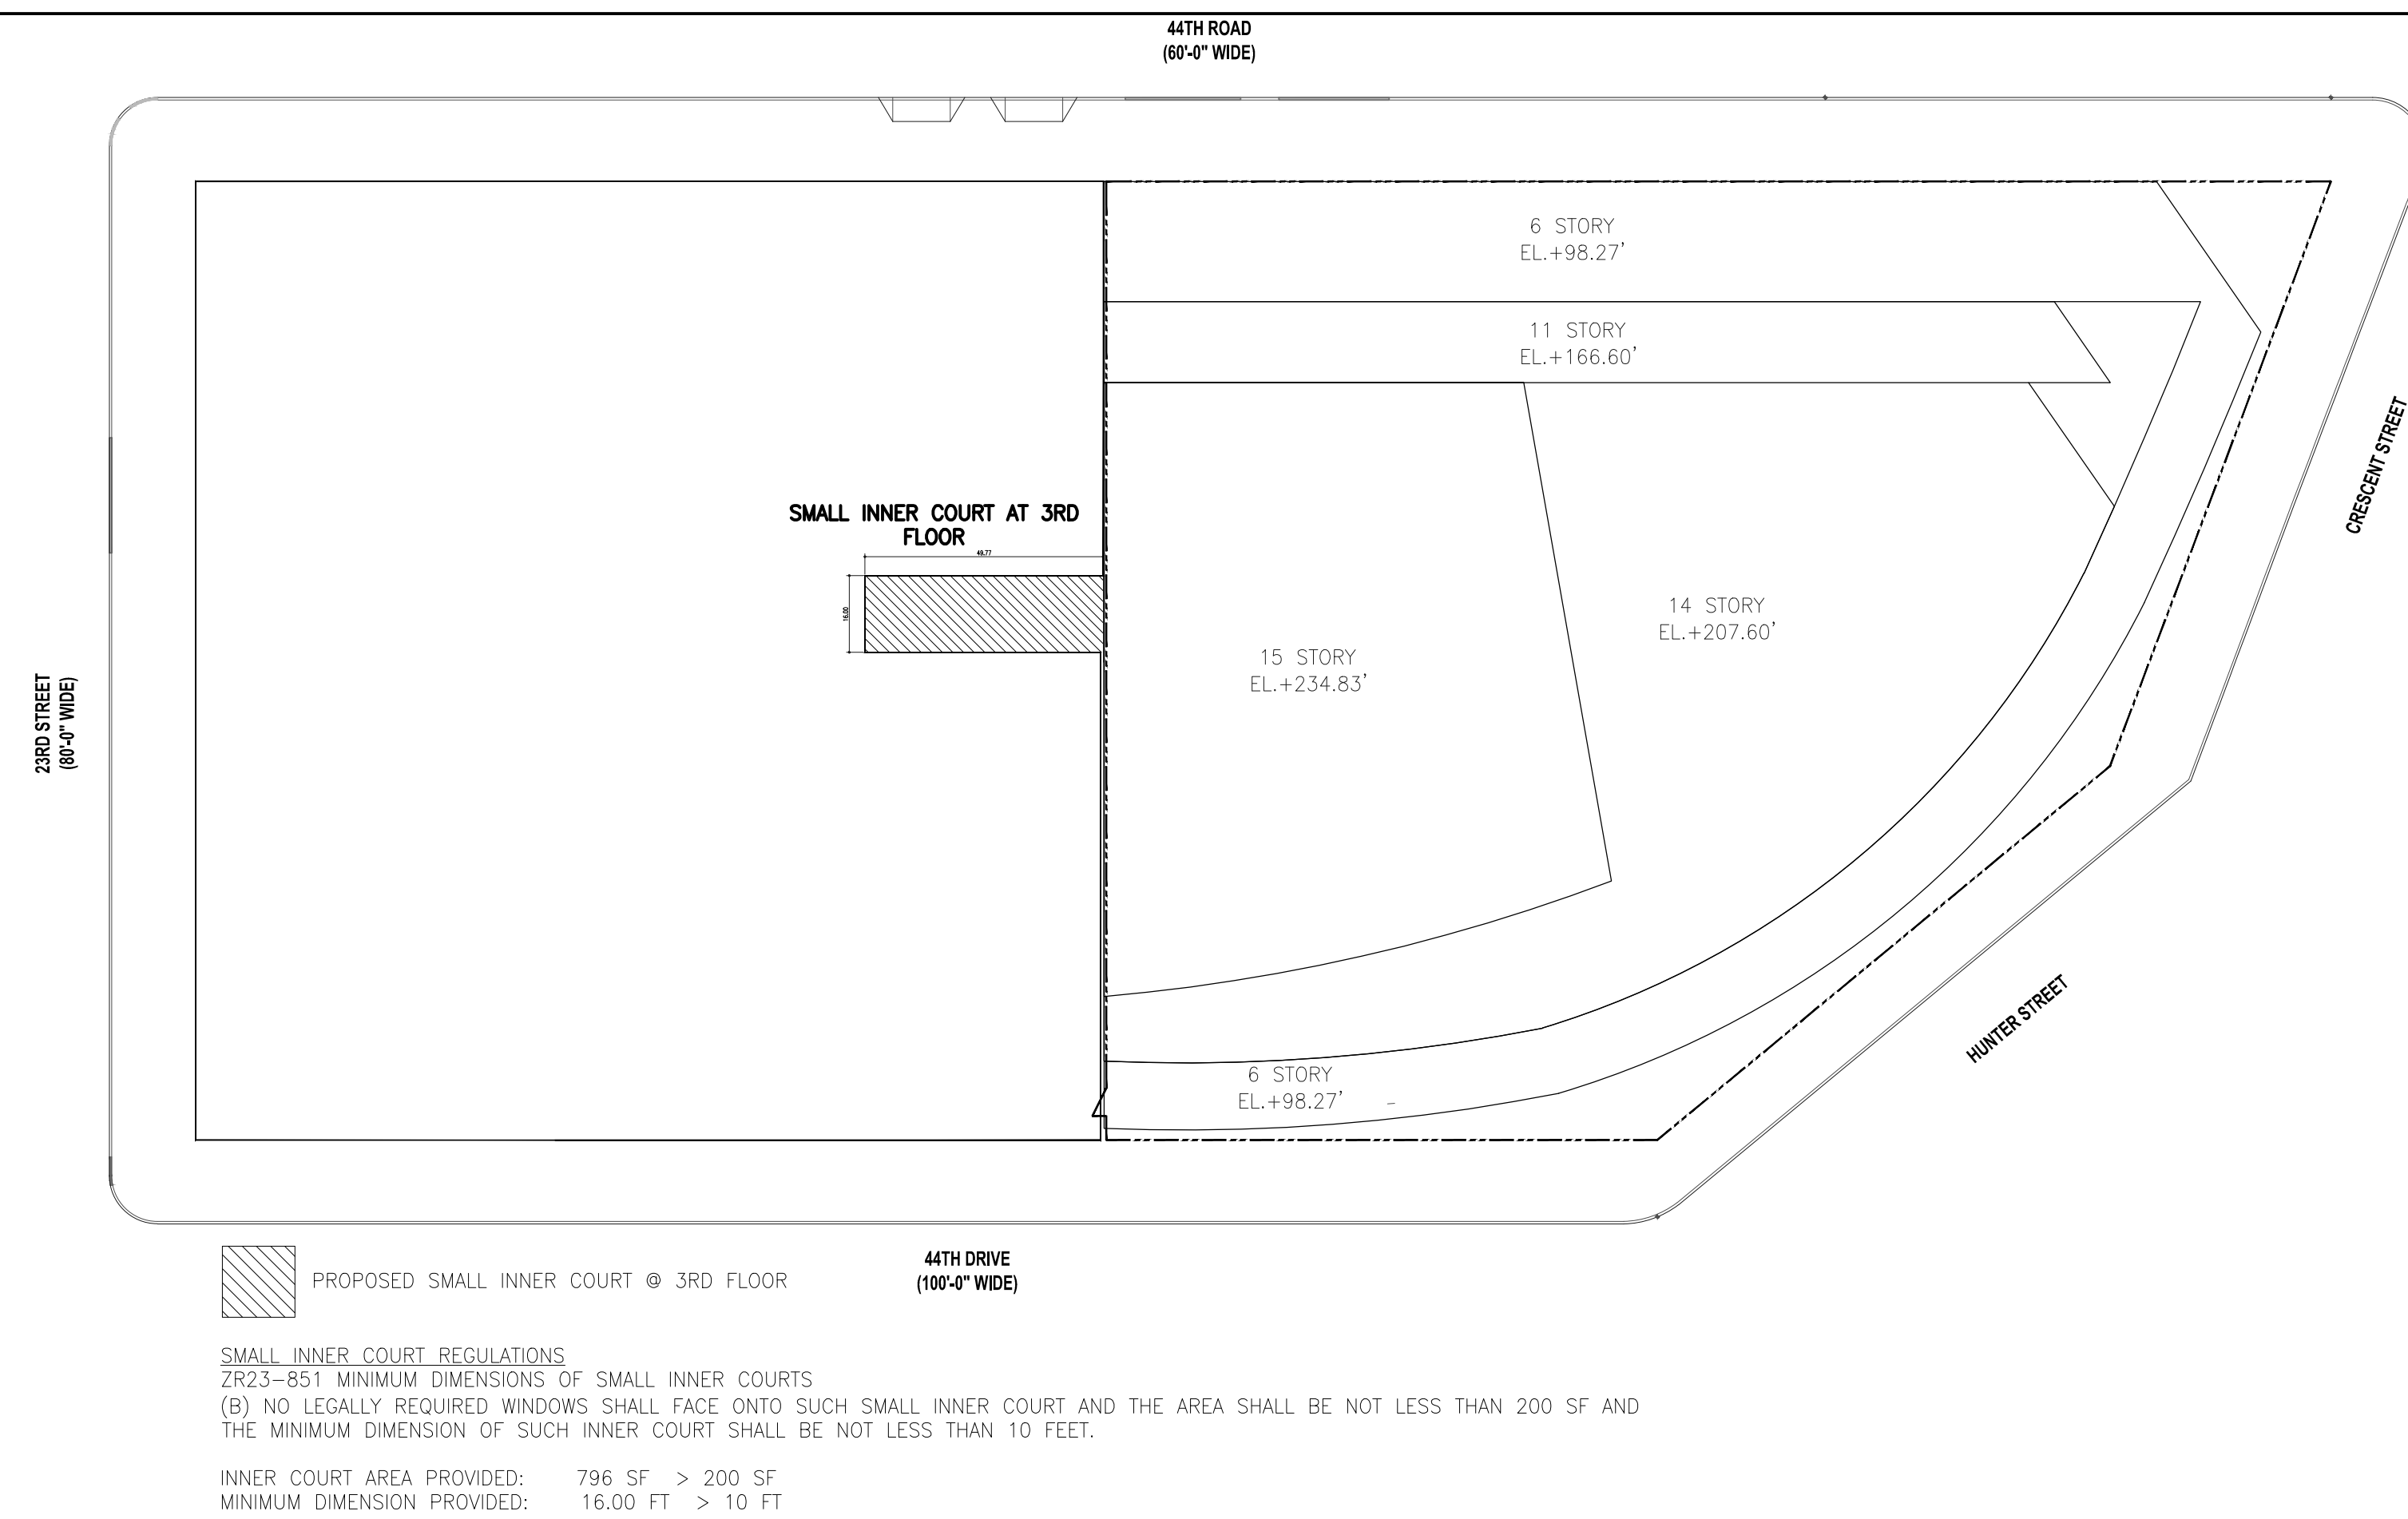 44TH ROAD
(60'-0" WIDE)
6 STORY
EL.+98.27'
11 STORY
EL.+166.60'
CRESCENT STREET
SMALL INNER COURT AT 3RD
FLOOR
49.77
16.00
14 STORY
EL.+207.60'
15 STORY
EL.+234.83'
23RD STREET
(80'-0" WIDE)
HUNTER STREET
6 STORY
EL.+98.27'
44TH DRIVE
(100'-0" WIDE)
PROPOSED SMALL INNER COURT @ 3RD FLOOR
SMALL INNER COURT REGULATIONS
ZR23-851 MINIMUM DIMENSIONS OF SMALL INNER COURTS
(B) NO LEGALLY REQUIRED WINDOWS SHALL FACE ONTO SUCH SMALL INNER COURT AND THE AREA SHALL BE NOT LESS THAN 200 SF AND
THE MINIMUM DIMENSION OF SUCH INNER COURT SHALL BE NOT LESS THAN 10 FEET.
INNER COURT AREA PROVIDED: 796 SF > 200 SF
MINIMUM DIMENSION PROVIDED: 16.00 FT > 10 FT